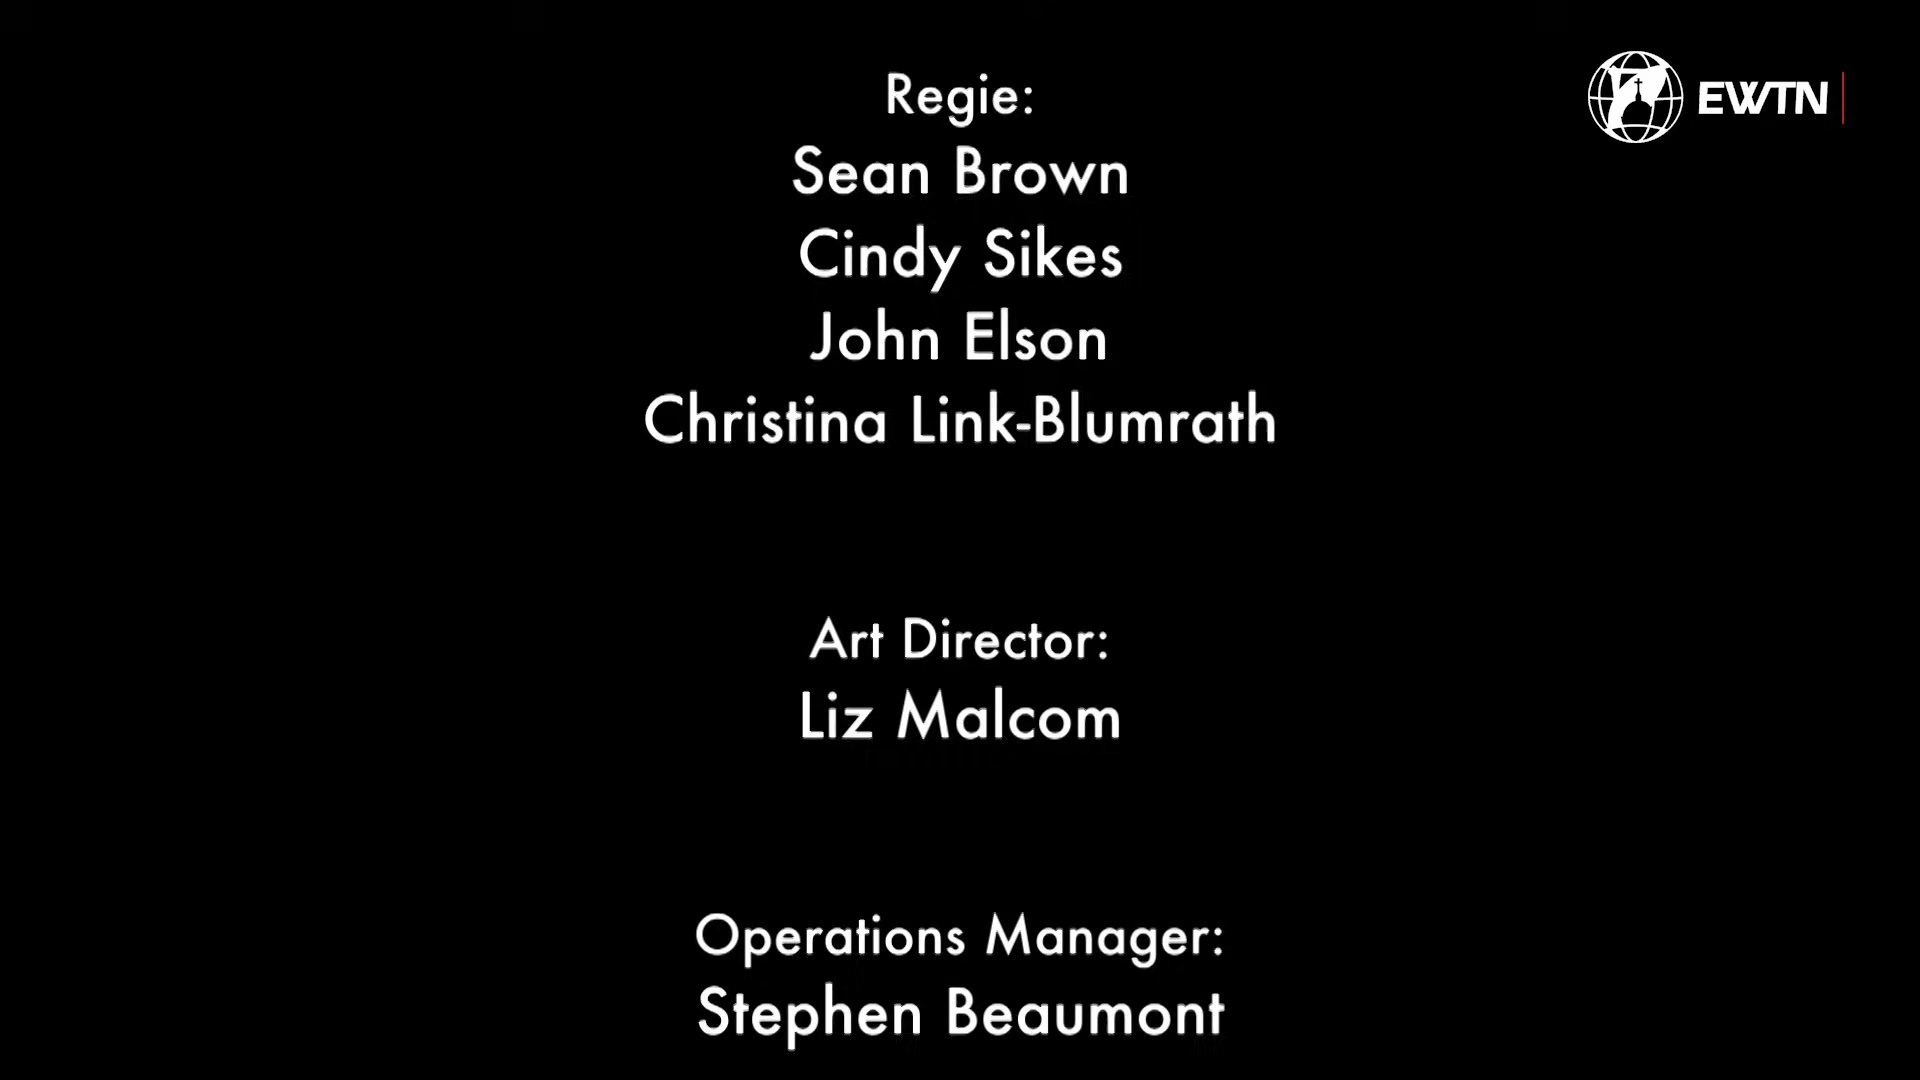 EWTN
Regie:
Sean Brown
Cindy Sikes
John Elson
Christina Link-Blumrath
Art Director:
Liz Malcom
Operations Manager:
Stephen Beaumont